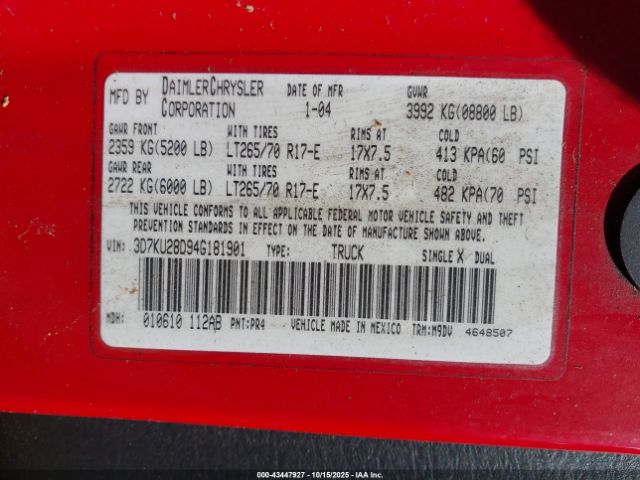 MFD BY DAIMLERCHRYSLER CORPORATION DATE OF MFR 1-04 GVWR 3992 KG(08800 LB)
GAWR FRONT WITH TIRES RIMS AT COLD
2359 KG(5200 LB) LT265/70 R17-E 17X7.5 413 KPA(60 PSI
GAWR REAR WITH TIRES RIMS AT COLD
2722 KG(6000 LB) LT265/70 R17-E 17X7.5 482 KPA(70 PSI
THIS VEHICLE CONFORMS TO ALL APPLICABLE FEDERAL MOTOR VEHICLE SAFETY AND THEFT
PREVENTION STANDARDS IN EFFECT ON THE DATE OF MANUFACTURE SHOWN ABOVE.
VIN: 3D7KU28D94G181901 TYPE: TRUCK SINGLE X DUAL
MDH: 010610 112AB PNT:PR4 VEHICLE MADE IN MEXICO TRM:M9DV 4648507
000-43447927 - 10/15/2025 - COPYRIGHT IAA, LLC.